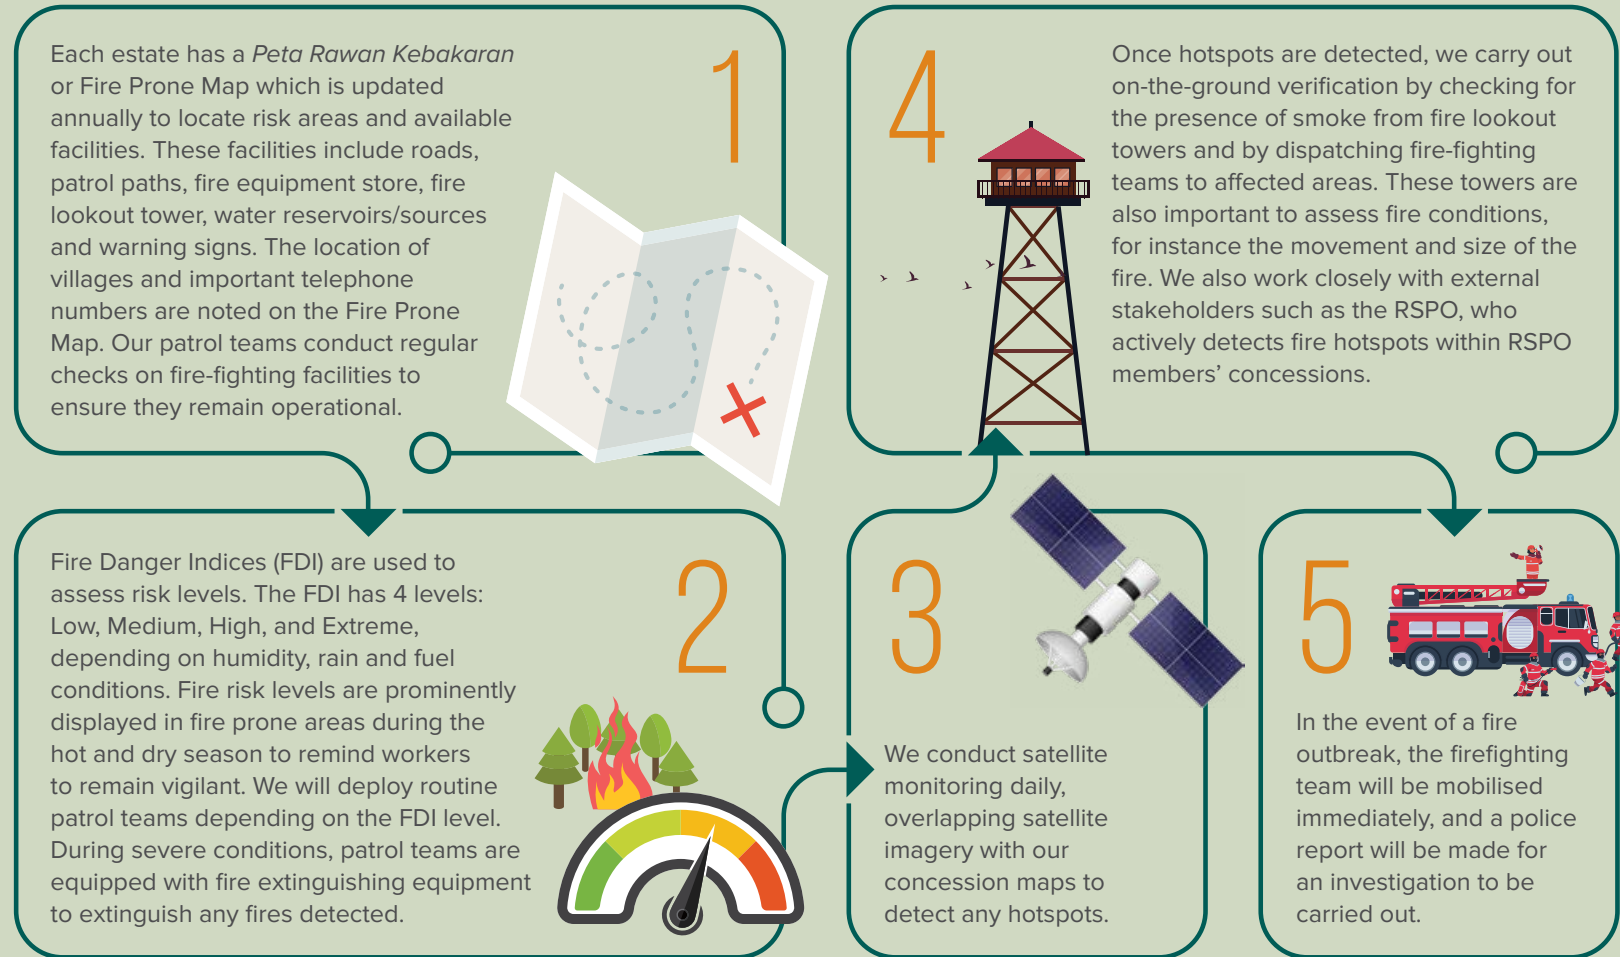 1
Each estate has a Peta Rawan Kebakaran
or Fire Prone Map which is updated
annually to locate risk areas and available
facilities. These facilities include roads,
patrol paths, fire equipment store, fire
lookout tower, water reservoirs/sources
and warning signs. The location of
villages and important telephone
numbers are noted on the Fire Prone
Map. Our patrol teams conduct regular
checks on fire-fighting facilities to
ensure they remain operational.
2
Fire Danger Indices (FDI) are used to
assess risk levels. The FDI has 4 levels:
Low, Medium, High, and Extreme,
depending on humidity, rain and fuel
conditions. Fire risk levels are prominently
displayed in fire prone areas during the
hot and dry season to remind workers
to remain vigilant. We will deploy routine
patrol teams depending on the FDI level.
During severe conditions, patrol teams are
equipped with fire extinguishing equipment
to extinguish any fires detected.
3
We conduct satellite
monitoring daily,
overlapping satellite
imagery with our
concession maps to
detect any hotspots.
4
Once hotspots are detected, we carry out
on-the-ground verification by checking for
the presence of smoke from fire lookout
towers and by dispatching fire-fighting
teams to affected areas. These towers are
also important to assess fire conditions,
for instance the movement and size of the
fire. We also work closely with external
stakeholders such as the RSPO, who
actively detects fire hotspots within RSPO
members’ concessions.
5
In the event of a fire
outbreak, the firefighting
team will be mobilised
immediately, and a police
report will be made for
an investigation to be
carried out.